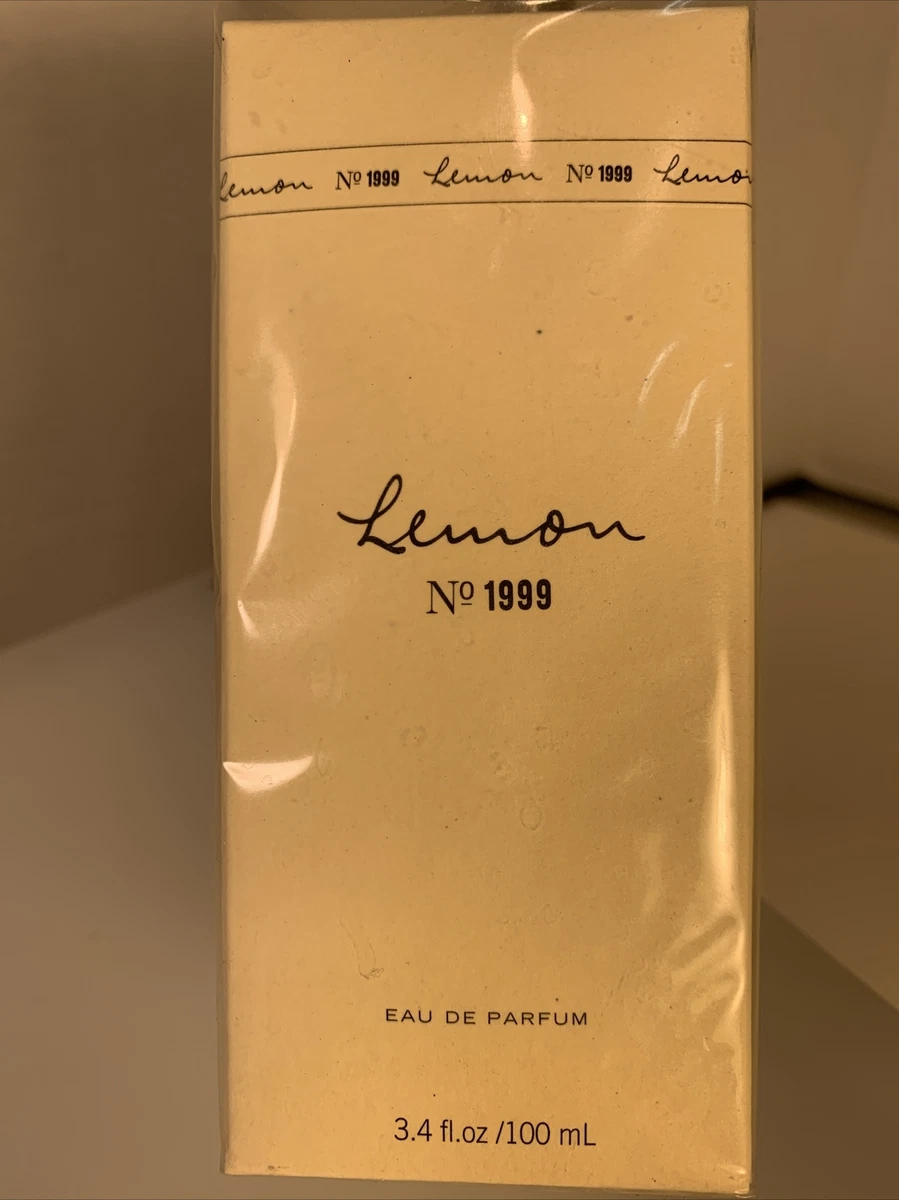 Lemon Nº 1999 Lemon Nº 1999 Lemon
Lemon
Nº 1999
EAU DE PARFUM
3.4 fl.oz /100 mL